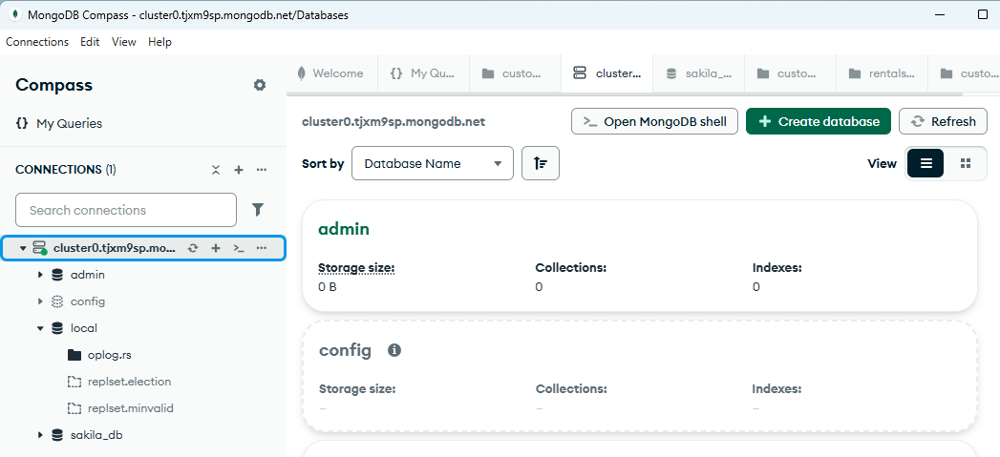 MongoDB Compass - cluster0.tjxm9sp.mongodb.net/Databases
Connections Edit View Help
Compass
{} My Queries
CONNECTIONS (1)
Search connections
cluster0.tjxm9sp.mo...
admin
config
local
oplog.rs
replset.election
replset.minvalid
sakila_db
Welcome {} My Qu... custo... cluster... sakila_... custo... rentals... custo...
cluster0.tjxm9sp.mongodb.net
>_ Open MongoDB shell + Create database Refresh
Sort by Database Name View
admin
Storage size: Collections: Indexes:
0 B 0 0
config
Storage size: Collections: Indexes:
– – –